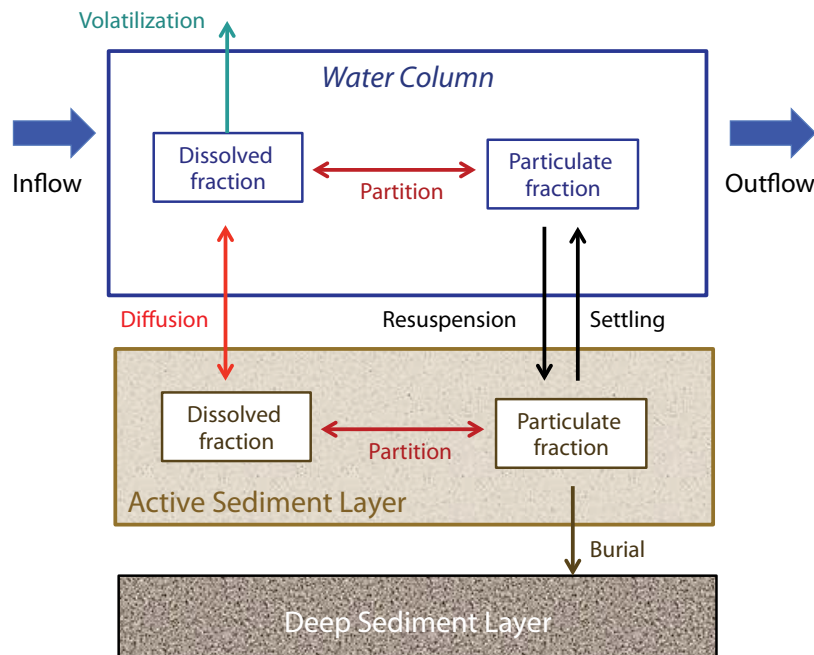 Volatilization
Water Column
Dissolved
fraction
Partition
Particulate
fraction
Inflow
Outflow
Diffusion
Resuspension
Settling
Dissolved
fraction
Partition
Particulate
fraction
Active Sediment Layer
Burial
Deep Sediment Layer